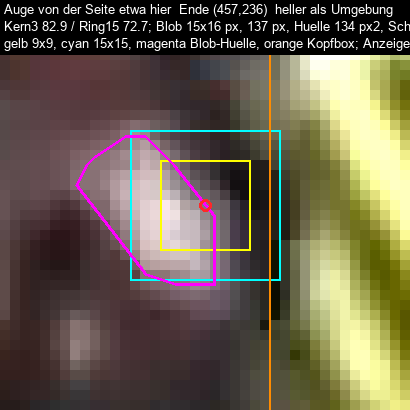 Auge von der Seite etwa hier  Ende (457,236)  heller als Umgebung
Kern3 82.9 / Ring15 72.7; Blob 15x16 px, 137 px, Huelle 134 px2, Sch
gelb 9x9, cyan 15x15, magenta Blob-Huelle, orange Kopfbox; Anzeige